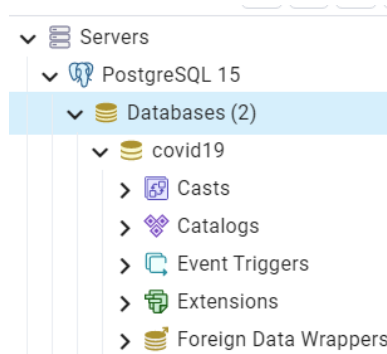 Servers
PostgreSQL 15
Databases (2)
covid19
Casts
Catalogs
Event Triggers
Extensions
Foreign Data Wrappers